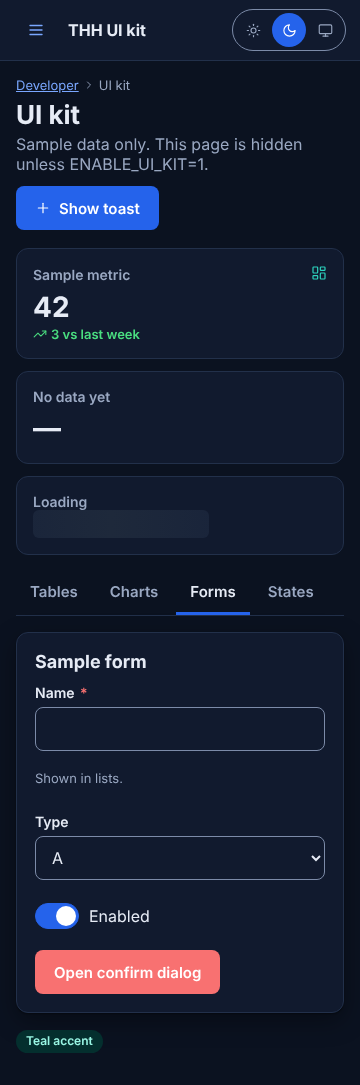 THH UI kit
Developer > UI kit
UI kit
Sample data only. This page is hidden
unless ENABLE_UI_KIT=1.
+ Show toast
Sample metric
42
3 vs last week
No data yet
—
Loading
Tables Charts Forms States
Sample form
Name *
Shown in lists.
Type
A
Enabled
Open confirm dialog
Teal accent